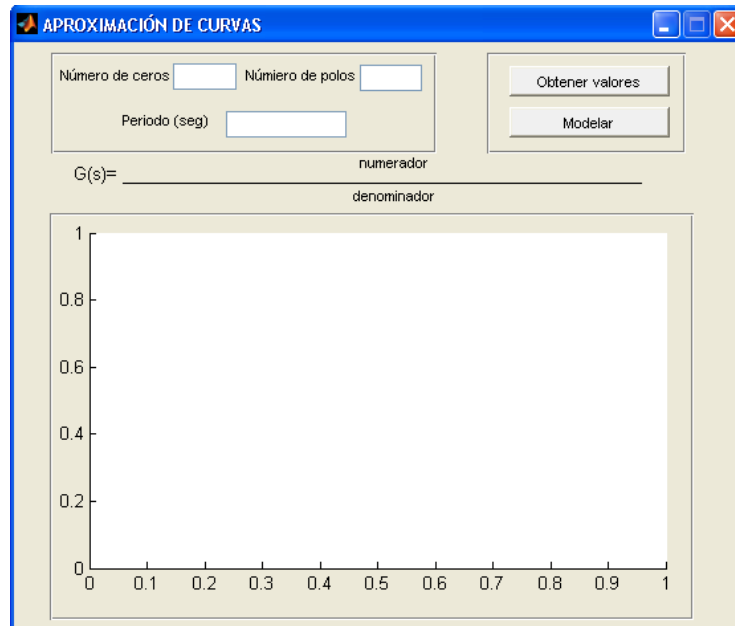 APROXIMACIÓN DE CURVAS
Número de ceros
Númiero de polos
Periodo (seg)
Obtener valores
Modelar
G(s)=
numerador
denominador
1
0.8
0.6
0.4
0.2
0
0 0.1 0.2 0.3 0.4 0.5 0.6 0.7 0.8 0.9 1